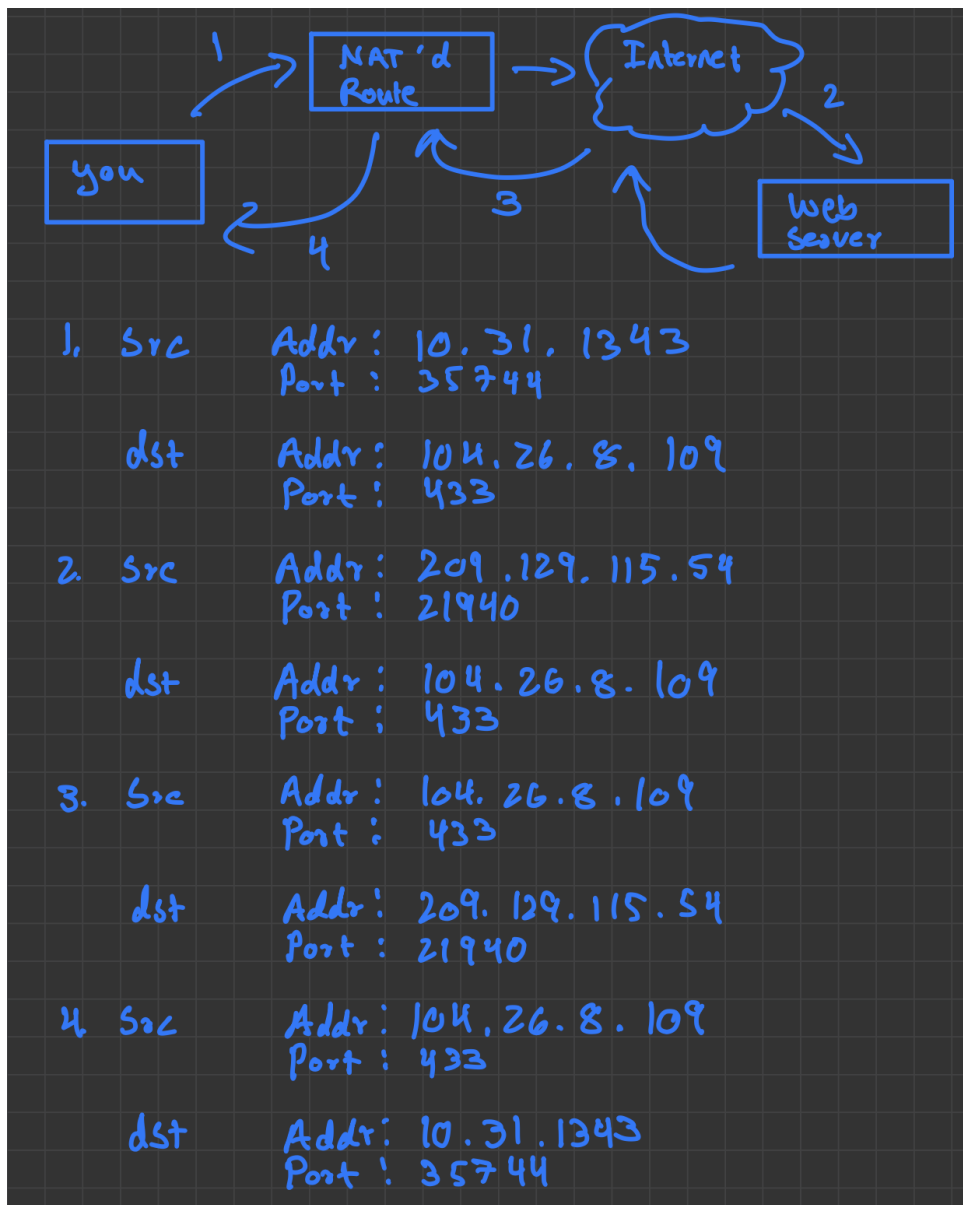 1
NAT'd
Route
Internet
2
you
3
Web
Server
4
1. Src Addr: 10.31.1343
Port: 35744
dst Addr: 104.26.8.109
Port: 433
2. Src Addr: 209.129.115.54
Port: 21940
dst Addr: 104.26.8.109
Port: 433
3. Src Addr: 104.26.8.109
Port: 433
dst Addr: 209.129.115.54
Port: 21940
4 Src Addr: 104.26.8.109
Port: 433
dst Addr: 10.31.1343
Port: 35744